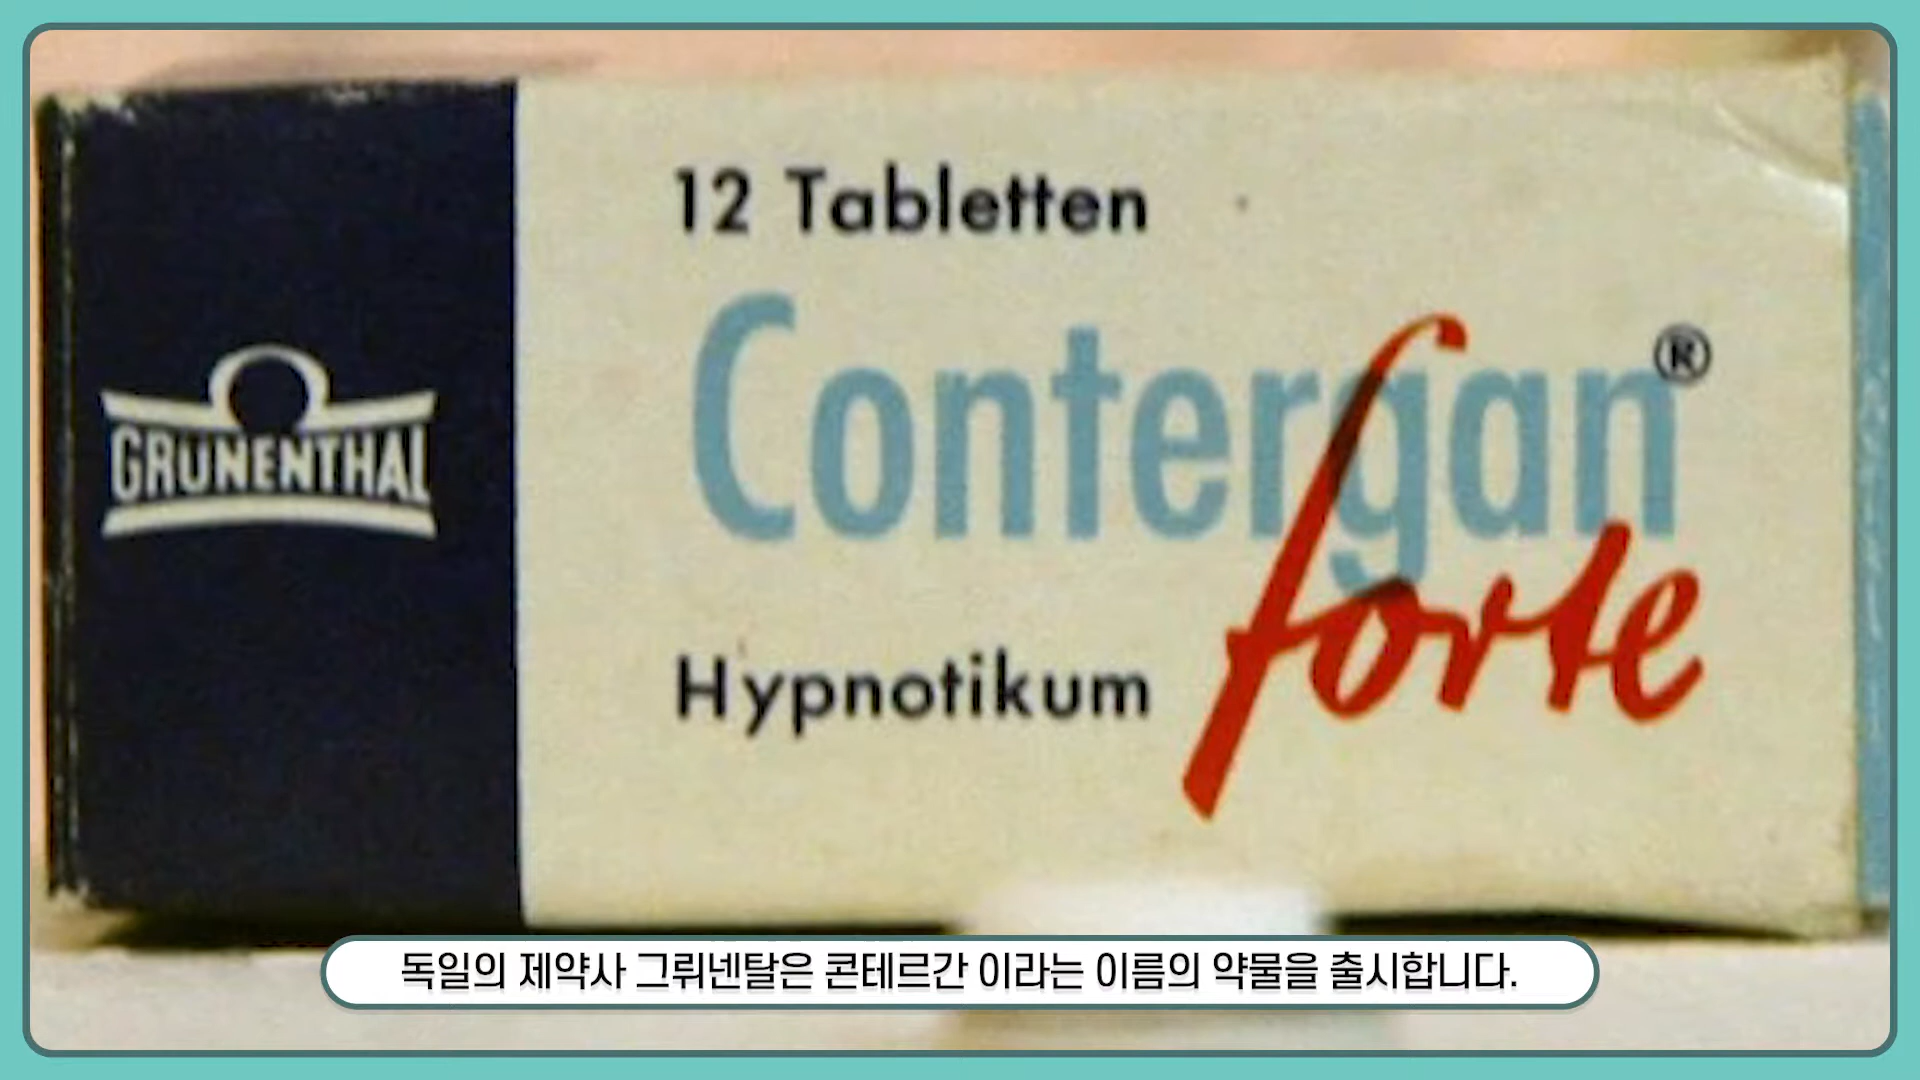 12 Tabletten
GRÜNENTHAL
Contergan®
forte
Hypnotikum
독일의 제약사 그뤼넨탈은 콘테르간 이라는 이름의 약물을 출시합니다.